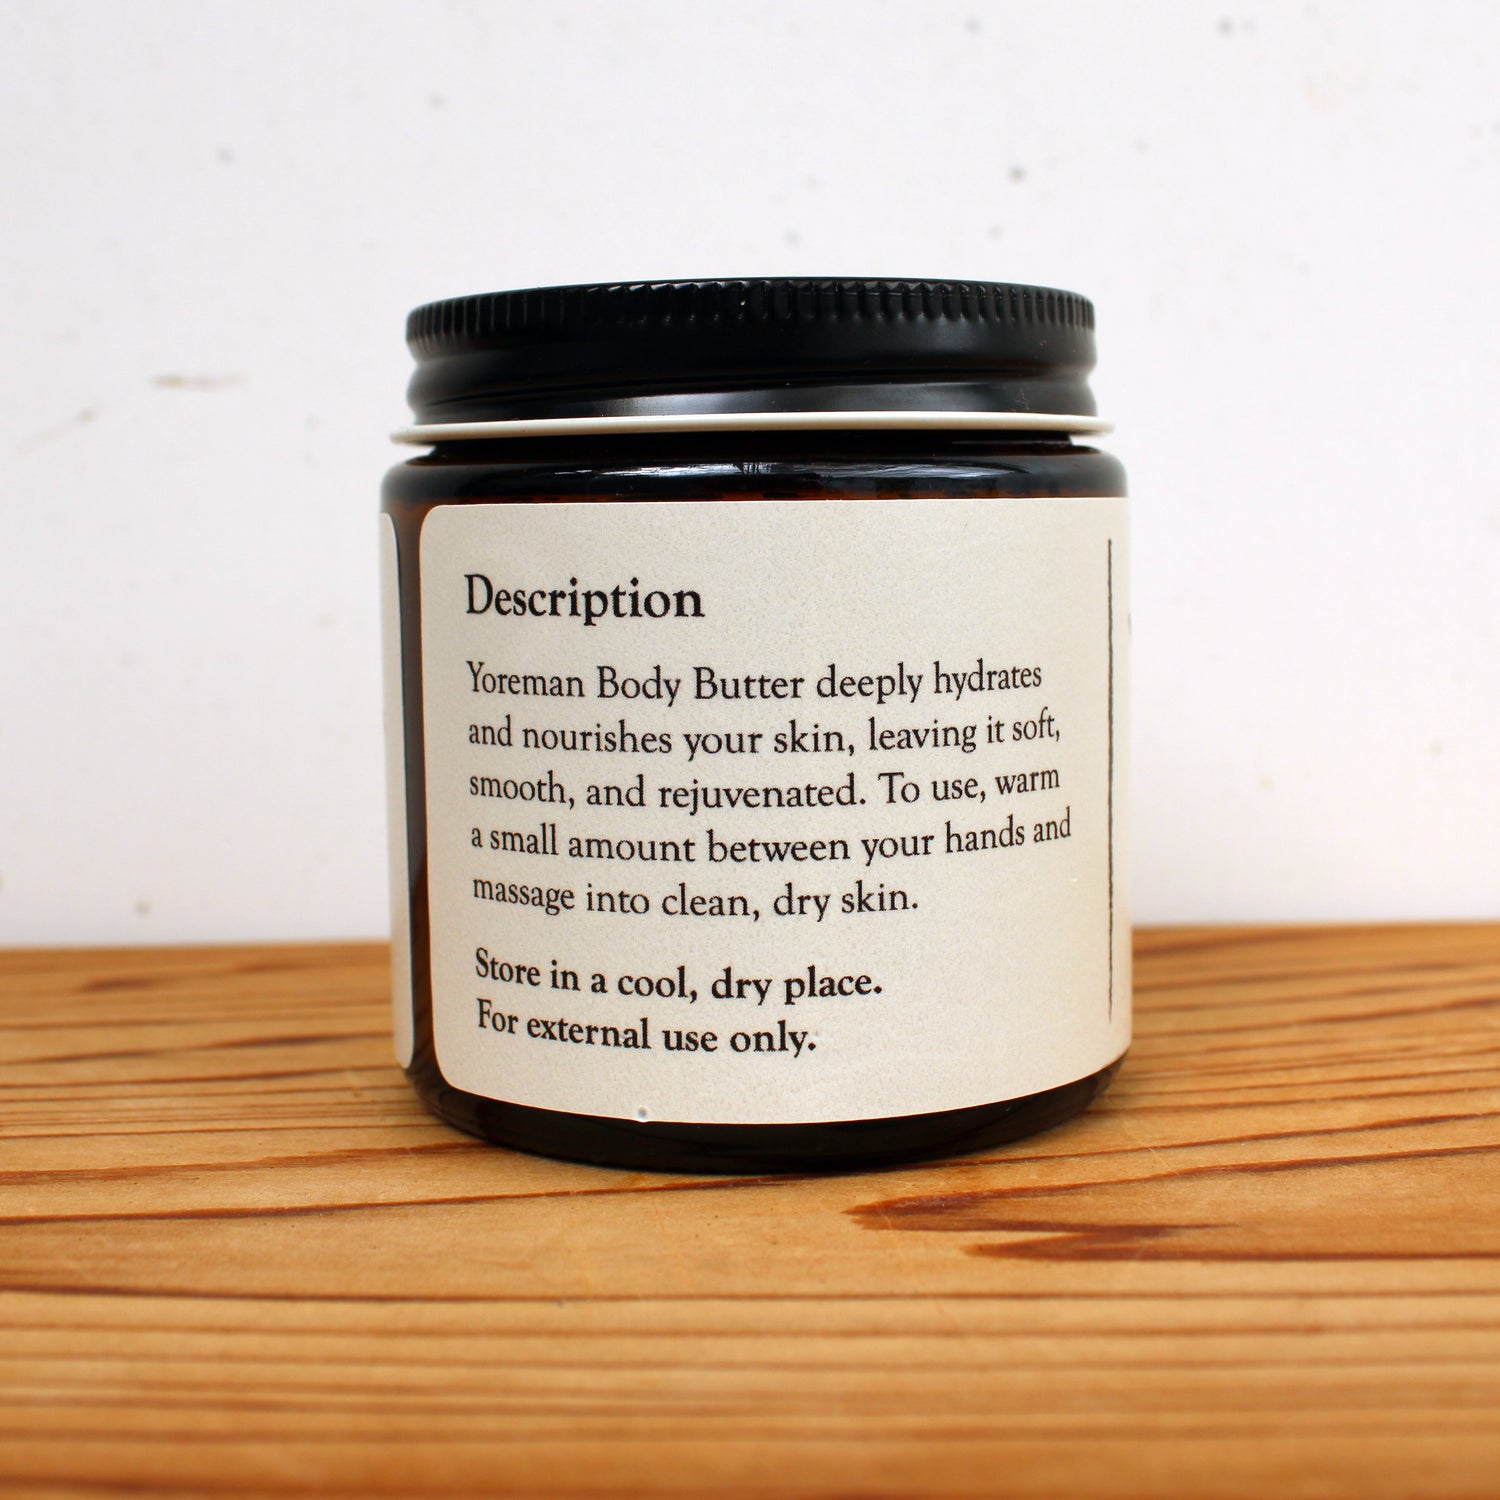 Description
Yoreman Body Butter deeply hydrates
and nourishes your skin, leaving it soft,
smooth, and rejuvenated. To use, warm
a small amount between your hands and
massage into clean, dry skin.
Store in a cool, dry place.
For external use only.